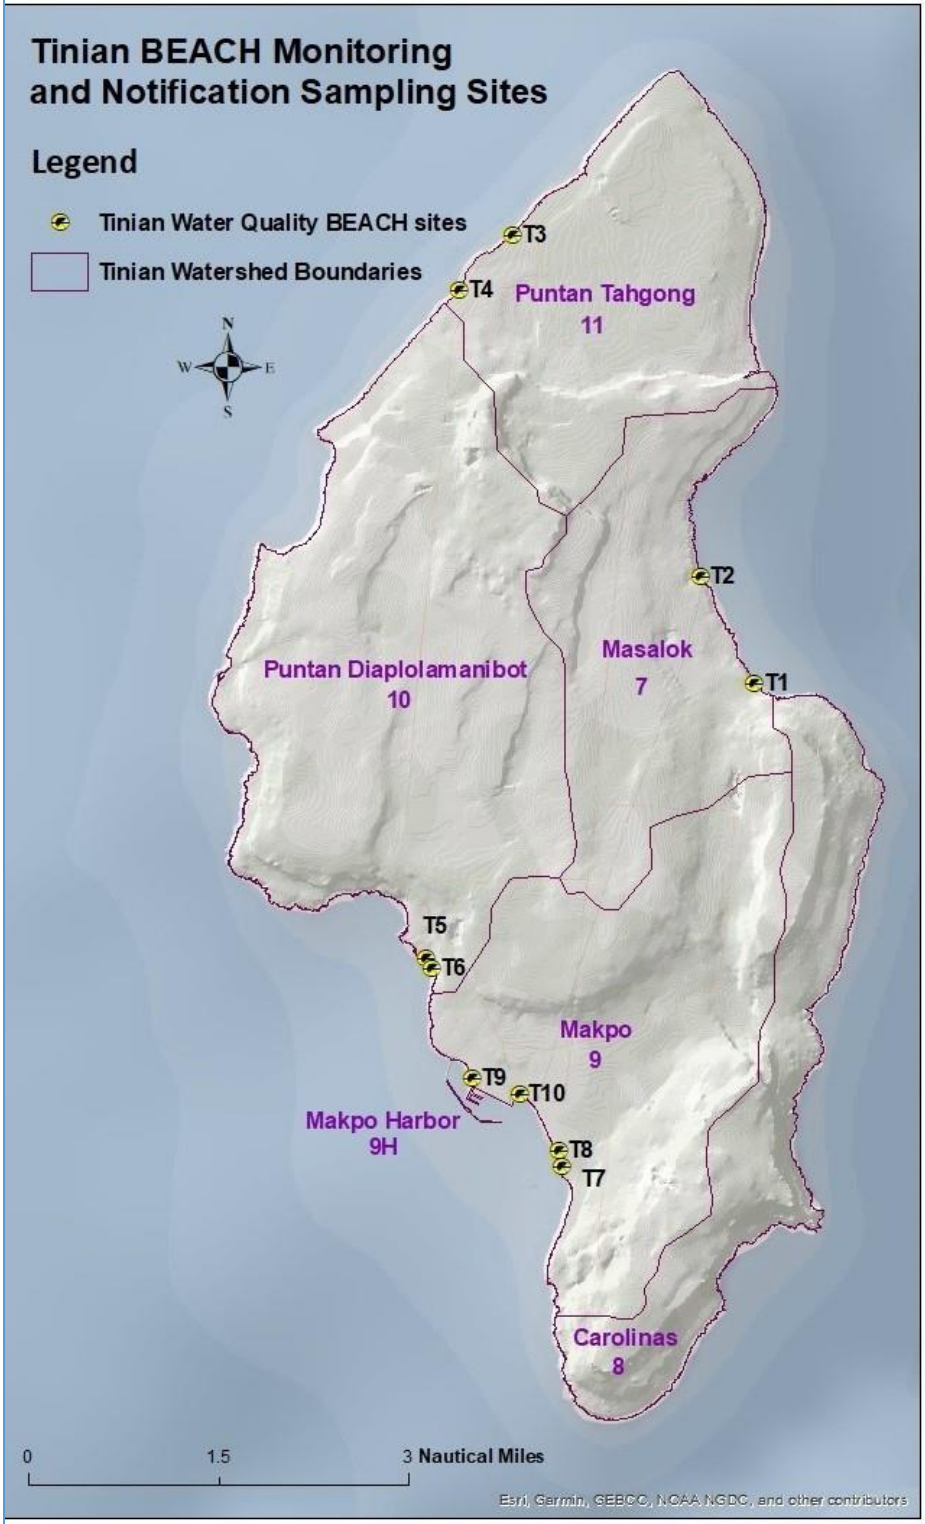 Tinian BEACH Monitoring
and Notification Sampling Sites
Legend
Tinian Water Quality BEACH sites
Tinian Watershed Boundaries
N
W E
S
T3
T4
Puntan Tahgong
11
T2
Masalok
7
T1
Puntan Diaplolamanibot
10
T5
T6
Makpo
9
T9
T10
Makpo Harbor
9H
T8
T7
Carolinas
8
0 1.5 3 Nautical Miles
Esri, Garmin, GEBCO, NOAA NGDC, and other contributors